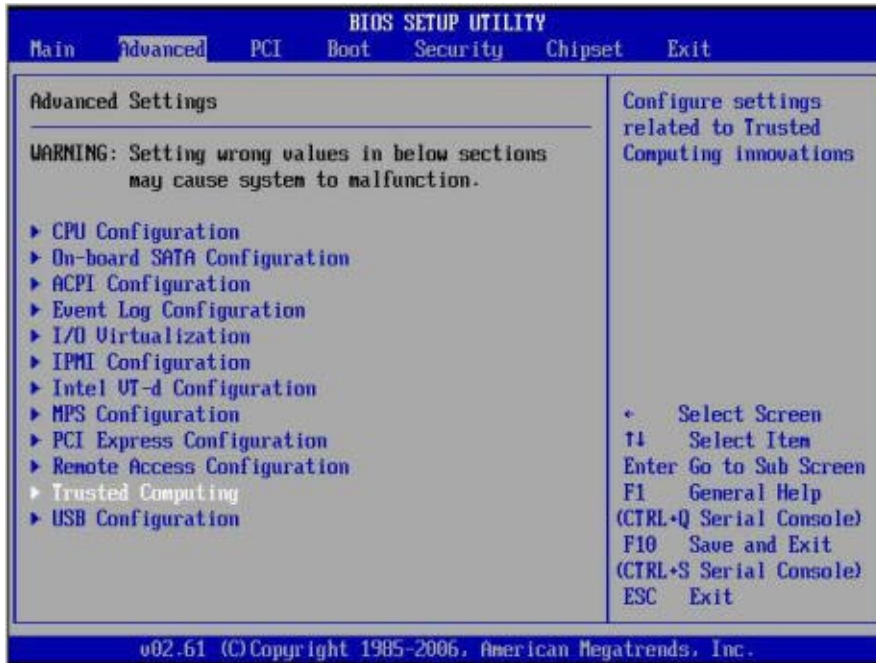 BIOS SETUP UTILITY
Main Advanced PCI Boot Security Chipset Exit
Advanced Settings
WARNING: Setting wrong values in below sections
may cause system to malfunction.
▶ CPU Configuration
▶ On-board SATA Configuration
▶ ACPI Configuration
▶ Event Log Configuration
▶ I/O Virtualization
▶ IPMI Configuration
▶ Intel VT-d Configuration
▶ MPS Configuration
▶ PCI Express Configuration
▶ Remote Access Configuration
▶ Trusted Computing
▶ USB Configuration
Configure settings
related to Trusted
Computing innovations
← Select Screen
↑↓ Select Item
Enter Go to Sub Screen
F1 General Help
(CTRL+Q Serial Console)
F10 Save and Exit
(CTRL+S Serial Console)
ESC Exit
v02.61 (C)Copyright 1985-2006, American Megatrends, Inc.